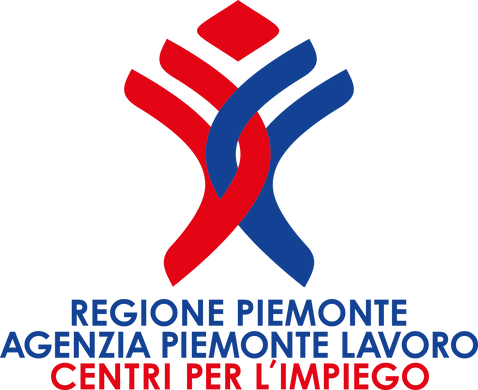 REGIONE PIEMONTE
AGENZIA PIEMONTE LAVORO
CENTRI PER L'IMPIEGO